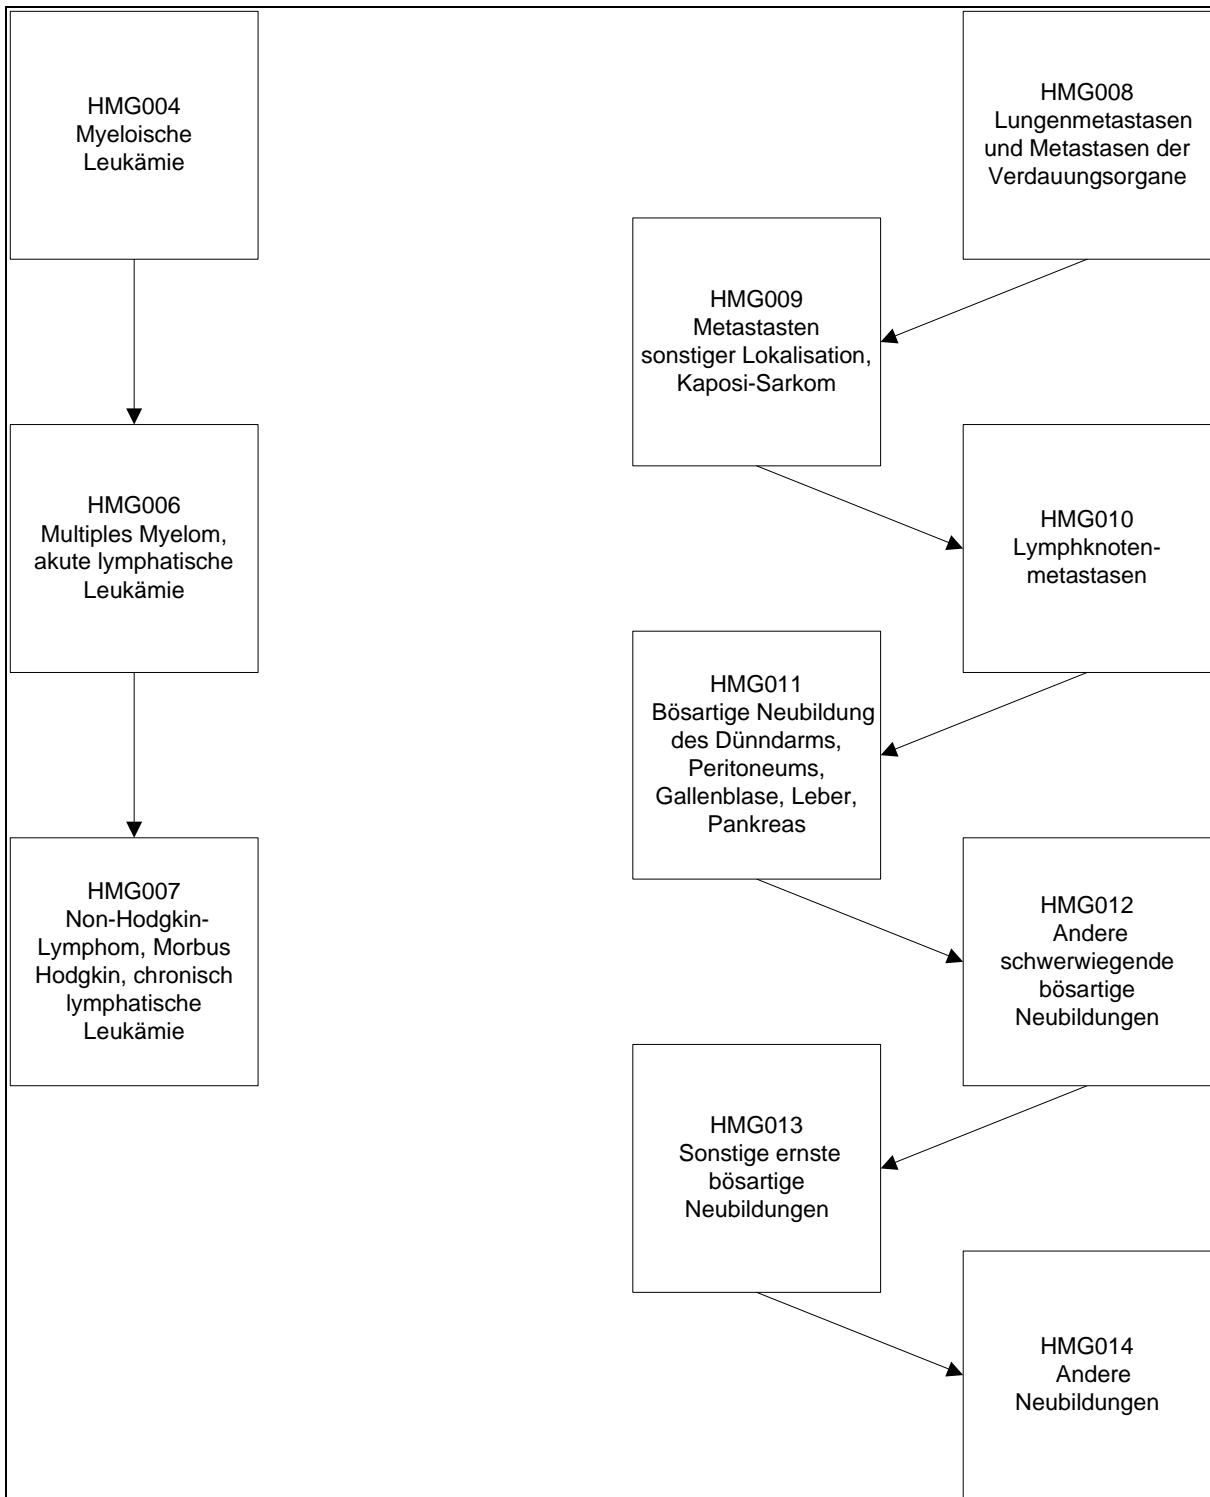 HMG004
Myeloische
Leukämie
HMG006
Multiples Myelom,
akute lymphatische
Leukämie
HMG007
Non-Hodgkin-
Lymphom, Morbus
Hodgkin, chronisch
lymphatische
Leukämie
HMG008
Lungenmetastasen
und Metastasen der
Verdauungsorgane
HMG009
Metastasten
sonstiger Lokalisation,
Kaposi-Sarkom
HMG010
Lymphknoten-
metastasen
HMG011
Bösartige Neubildung
des Dünndarms,
Peritoneums,
Gallenblase, Leber,
Pankreas
HMG012
Andere
schwerwiegende
bösartige
Neubildungen
HMG013
Sonstige ernste
bösartige
Neubildungen
HMG014
Andere
Neubildungen